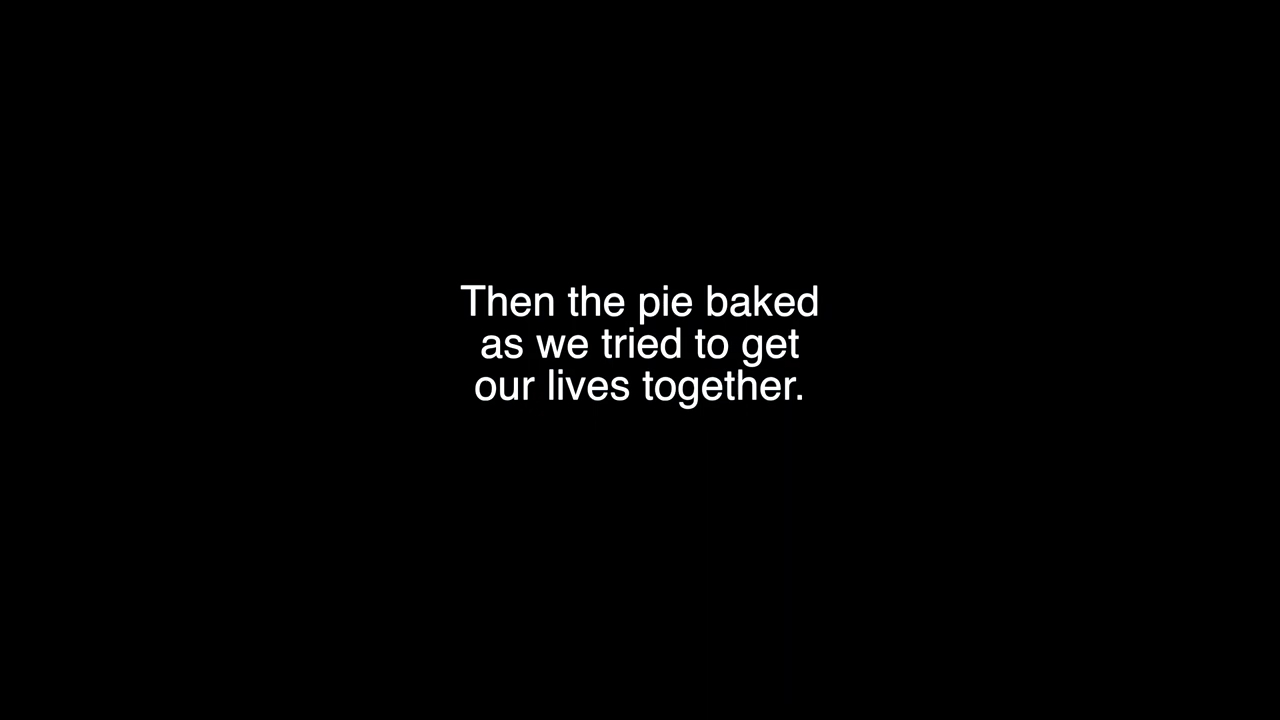 Then the pie baked
as we tried to get
our lives together.